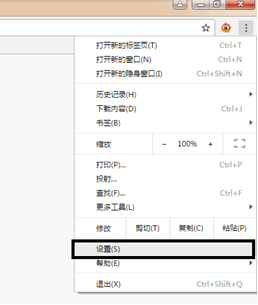 打开新的标签页(T) Ctrl+T
打开新的窗口(N) Ctrl+N
打开新的隐身窗口(I) Ctrl+Shift+N
历史记录(H)
下载内容(D) Ctrl+J
书签(B)
缩放 − 100% +
打印(P)... Ctrl+P
投射...
查找(F)... Ctrl+F
更多工具(L)
修改 剪切(T) 复制(C) 粘贴(P)
设置(S)
帮助(E)
退出(X) Ctrl+Shift+Q